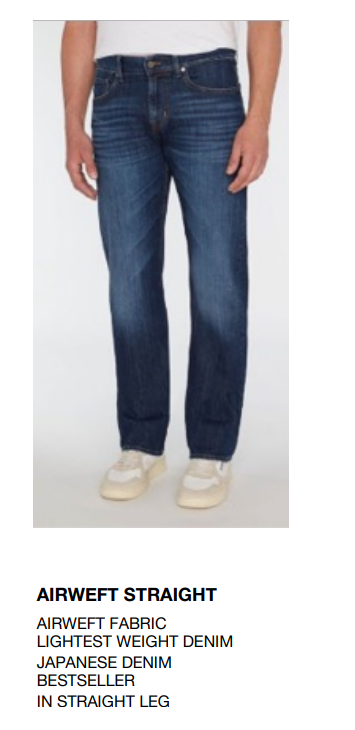 AIRWEFT STRAIGHT
AIRWEFT FABRIC
LIGHTEST WEIGHT DENIM
JAPANESE DENIM
BESTSELLER
IN STRAIGHT LEG